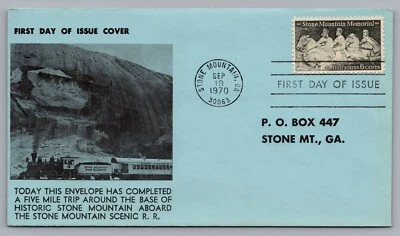 FIRST DAY OF ISSUE COVER
Stone Mountain Memorial
UNITED STATES 6 CENTS
STONE MOUNTAIN, GA
SEP
19
1970
30083
FIRST DAY OF ISSUE
P. O. BOX 447
STONE MT., GA.
TODAY THIS ENVELOPE HAS COMPLETED
A FIVE MILE TRIP AROUND THE BASE OF
HISTORIC STONE MOUNTAIN ABOARD
THE STONE MOUNTAIN SCENIC R. R.